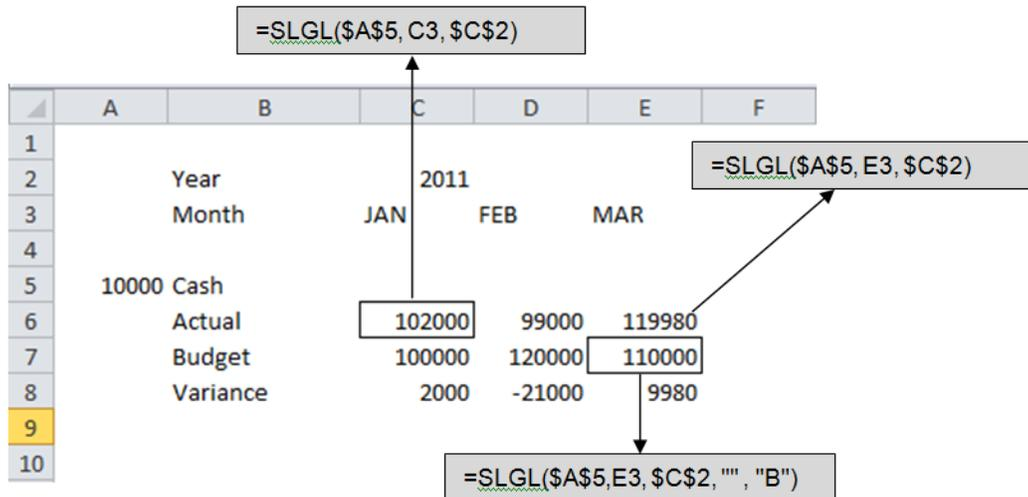 =SLGL($A$5, C3, $C$2)
A B C D E F
1
=SLGL($A$5, E3, $C$2)
2 Year 2011
3 Month JAN FEB MAR
4
5 10000 Cash
6 Actual 102000 99000 119980
7 Budget 100000 120000 110000
8 Variance 2000 -21000 9980
9
10
=SLGL($A$5,E3, $C$2, "" , "B")